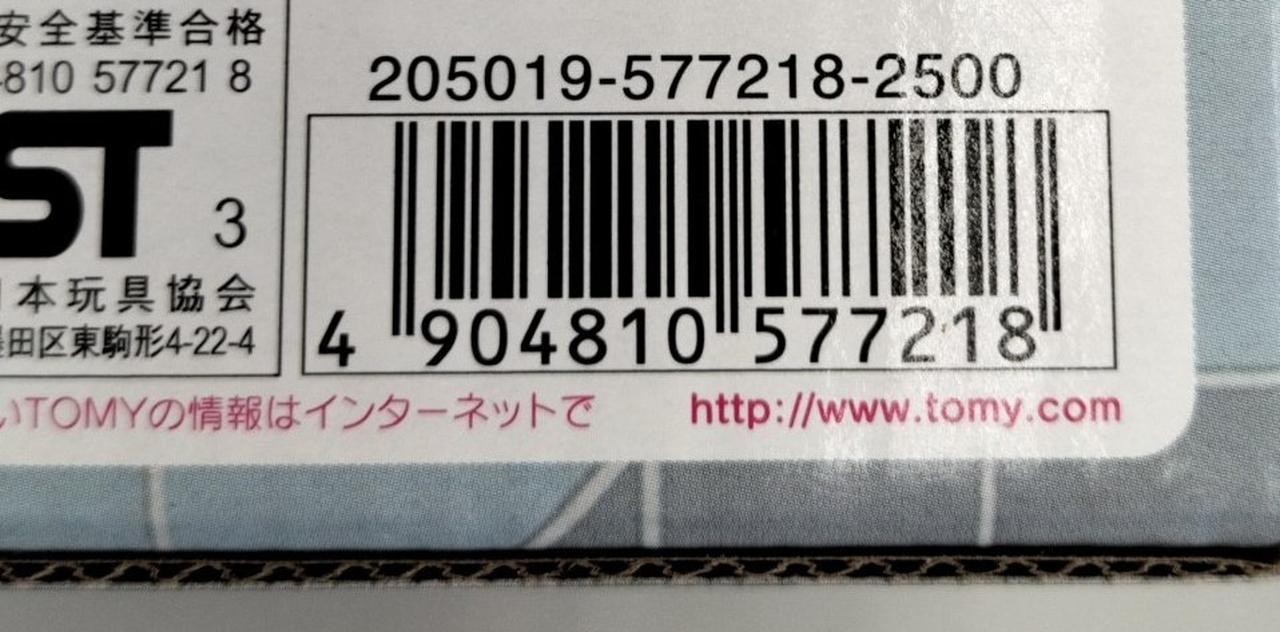 安全基準合格
4810 57721 8
ST
3
本玩具協会
田区東駒形4-22-4
205019-577218-2500
4 904810 577218
いTOMYの情報はインターネットで http://www.tomy.com